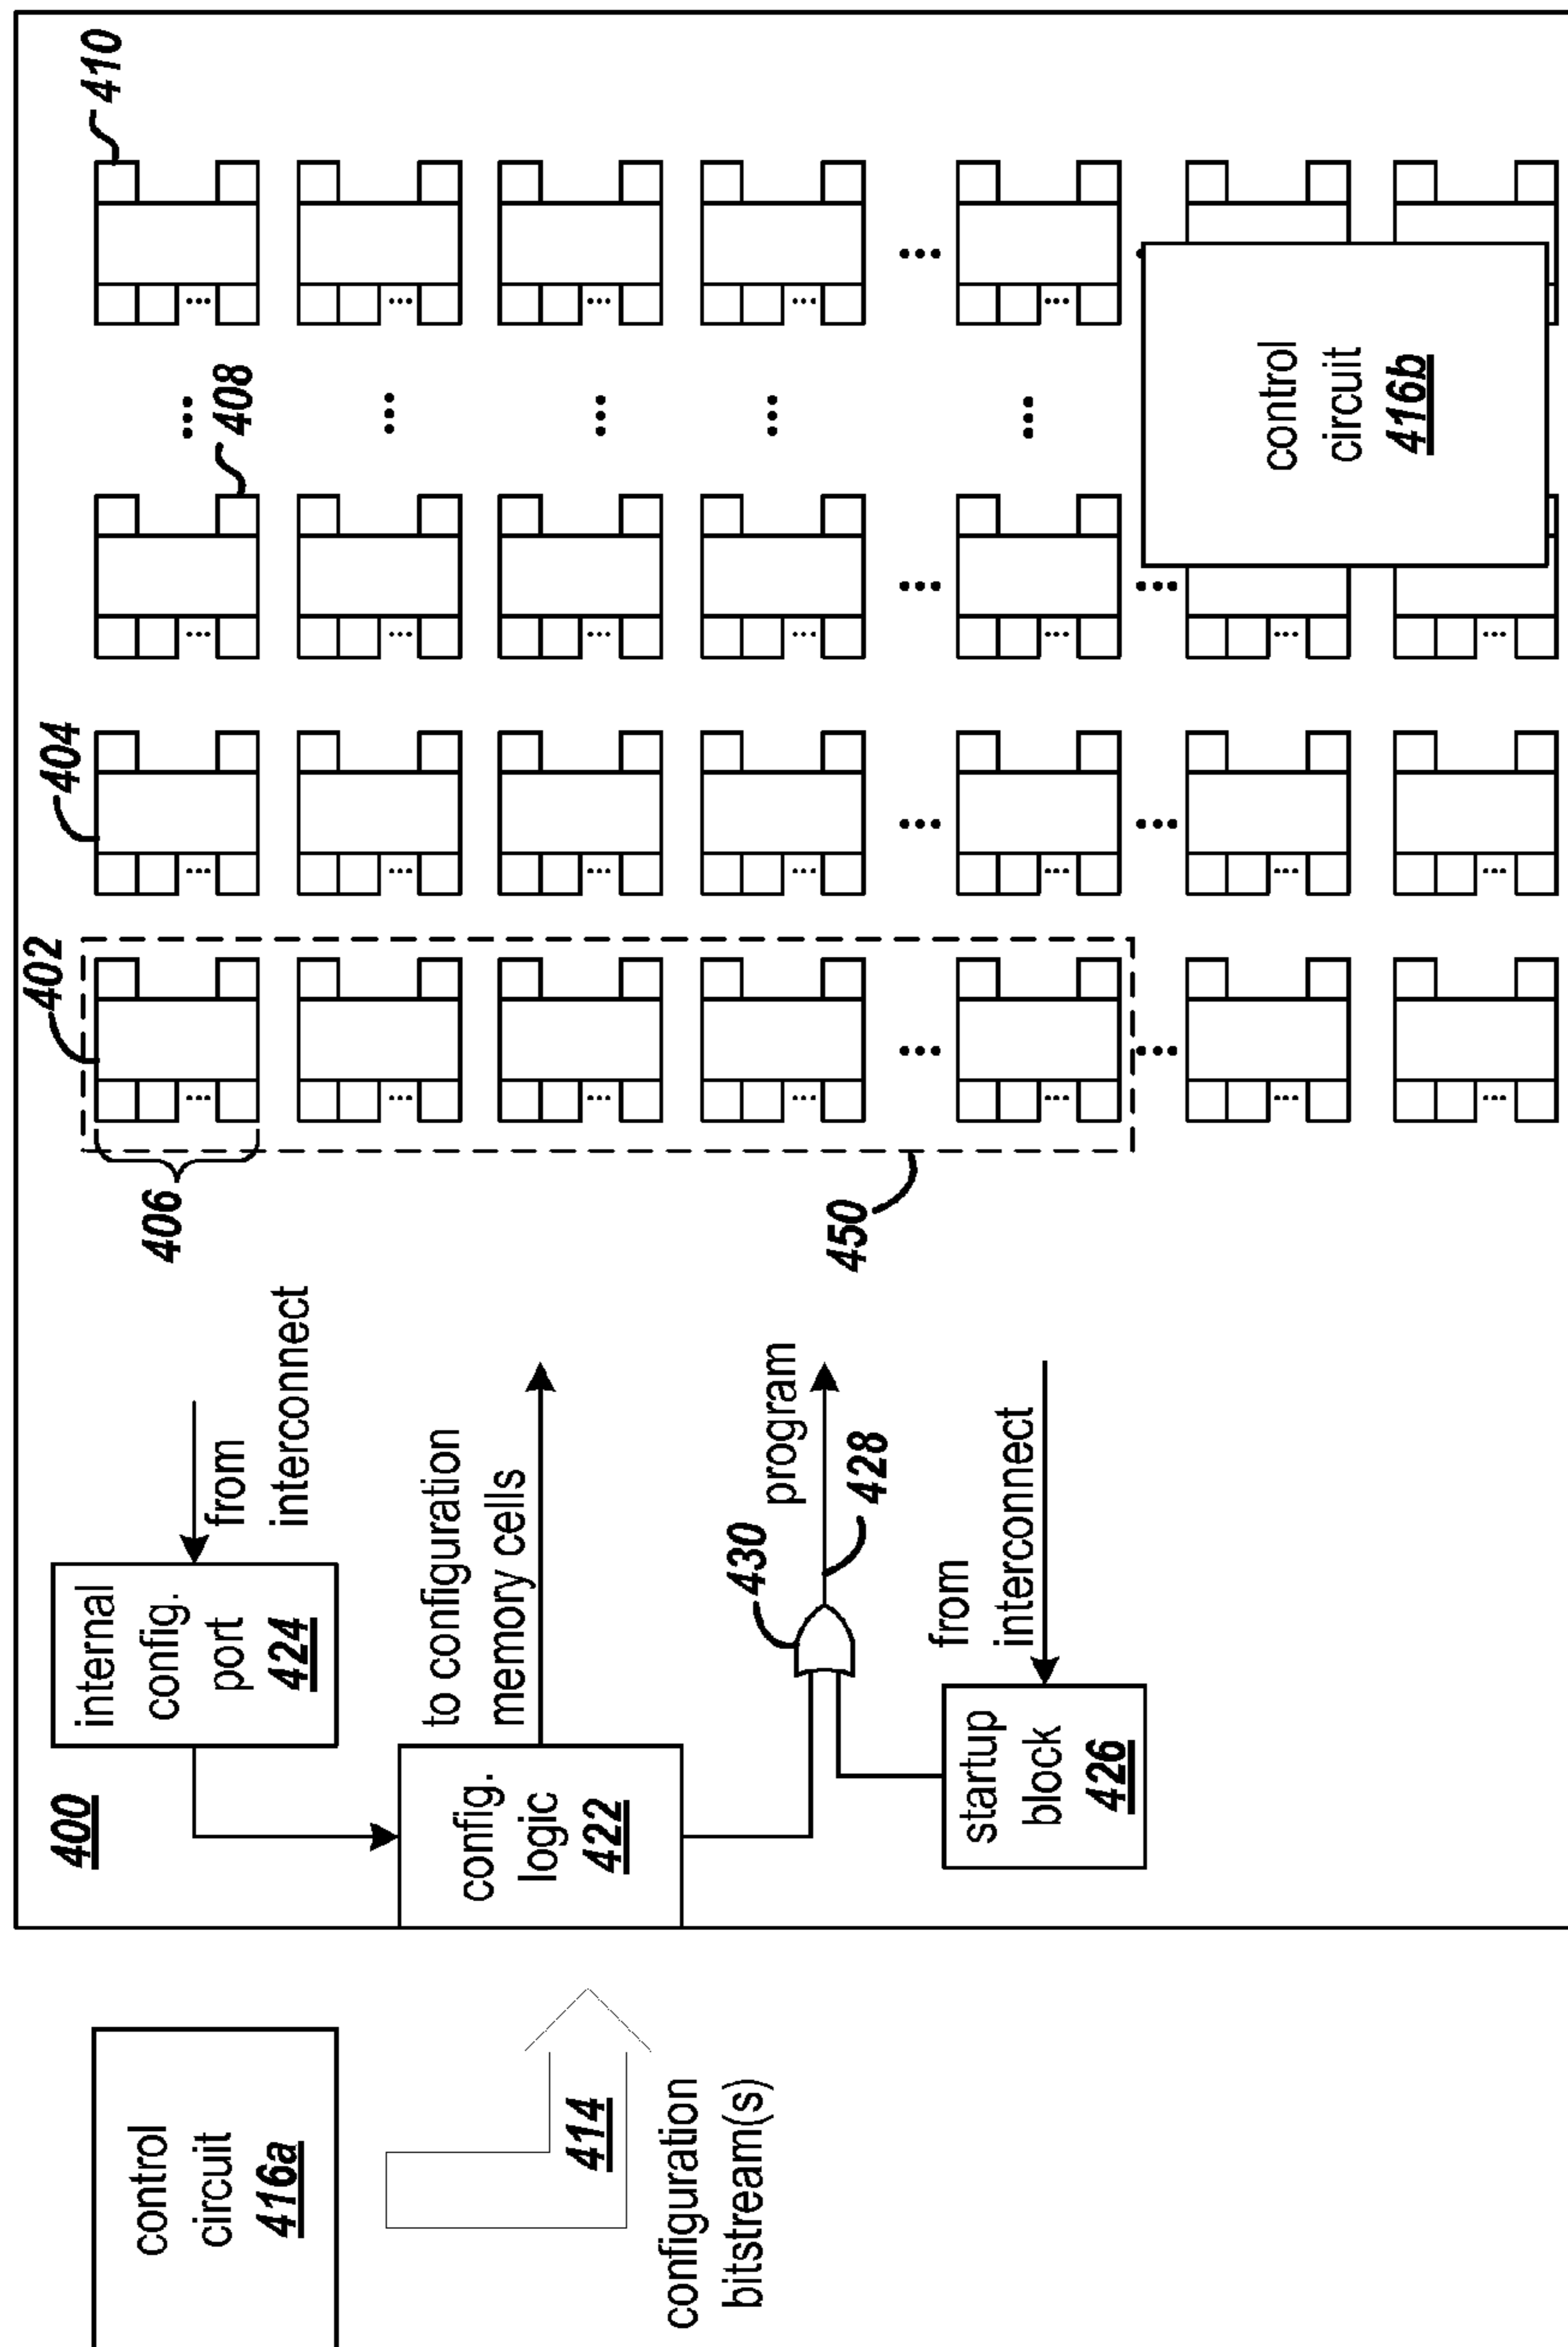 400
402
404
410
408
406
450
internal
config.
port
424
from
interconnect
control
circuit
416a
414
configuration
bitstream(s)
config.
logic
422
to configuration
memory cells
430
program
428
startup
block
426
from
interconnect
control
circuit
416b